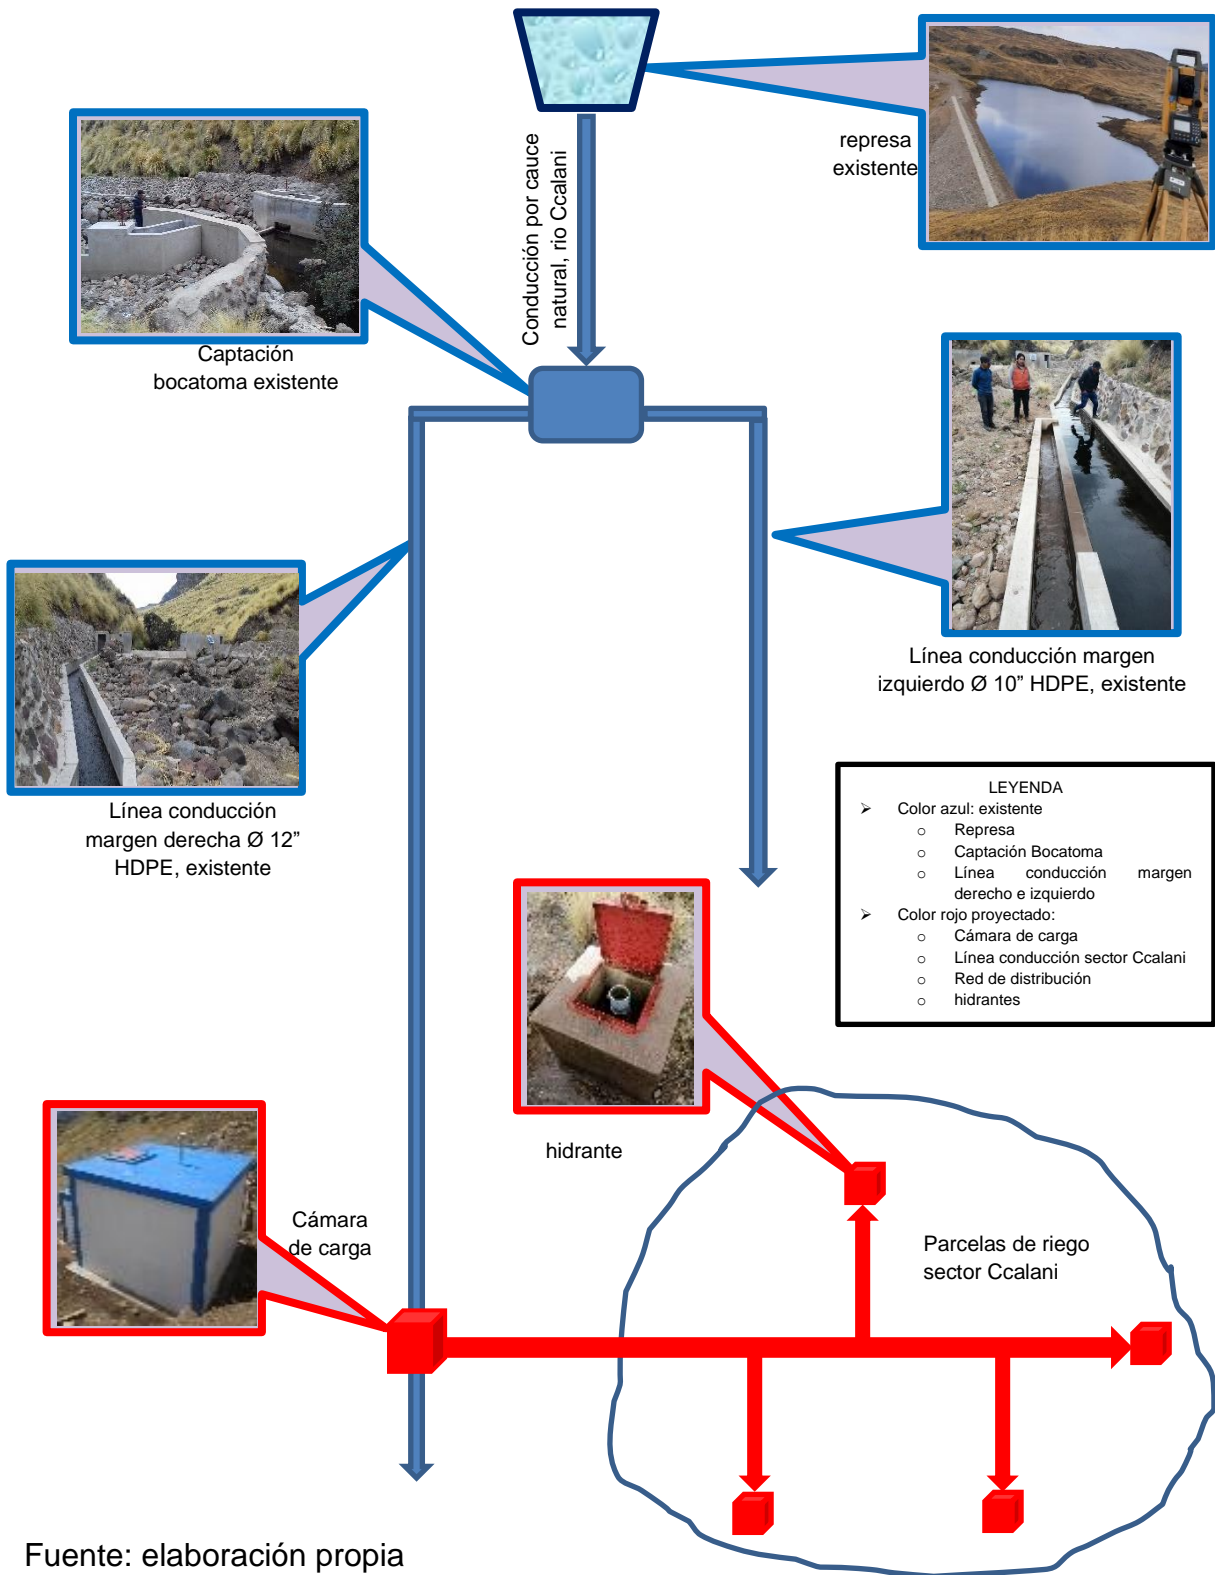 represa
existente
Conducción por cauce
natural, rio Ccalani
Captación
bocatoma existente
Línea conducción margen
izquierdo Ø 10” HDPE, existente
Línea conducción
margen derecha Ø 12”
HDPE, existente
LEYENDA
➢ Color azul: existente
o Represa
o Captación Bocatoma
o Línea conducción margen
derecho e izquierdo
➢ Color rojo proyectado:
o Cámara de carga
o Línea conducción sector Ccalani
o Red de distribución
o hidrantes
hidrante
Cámara
de carga
Parcelas de riego
sector Ccalani
Fuente: elaboración propia